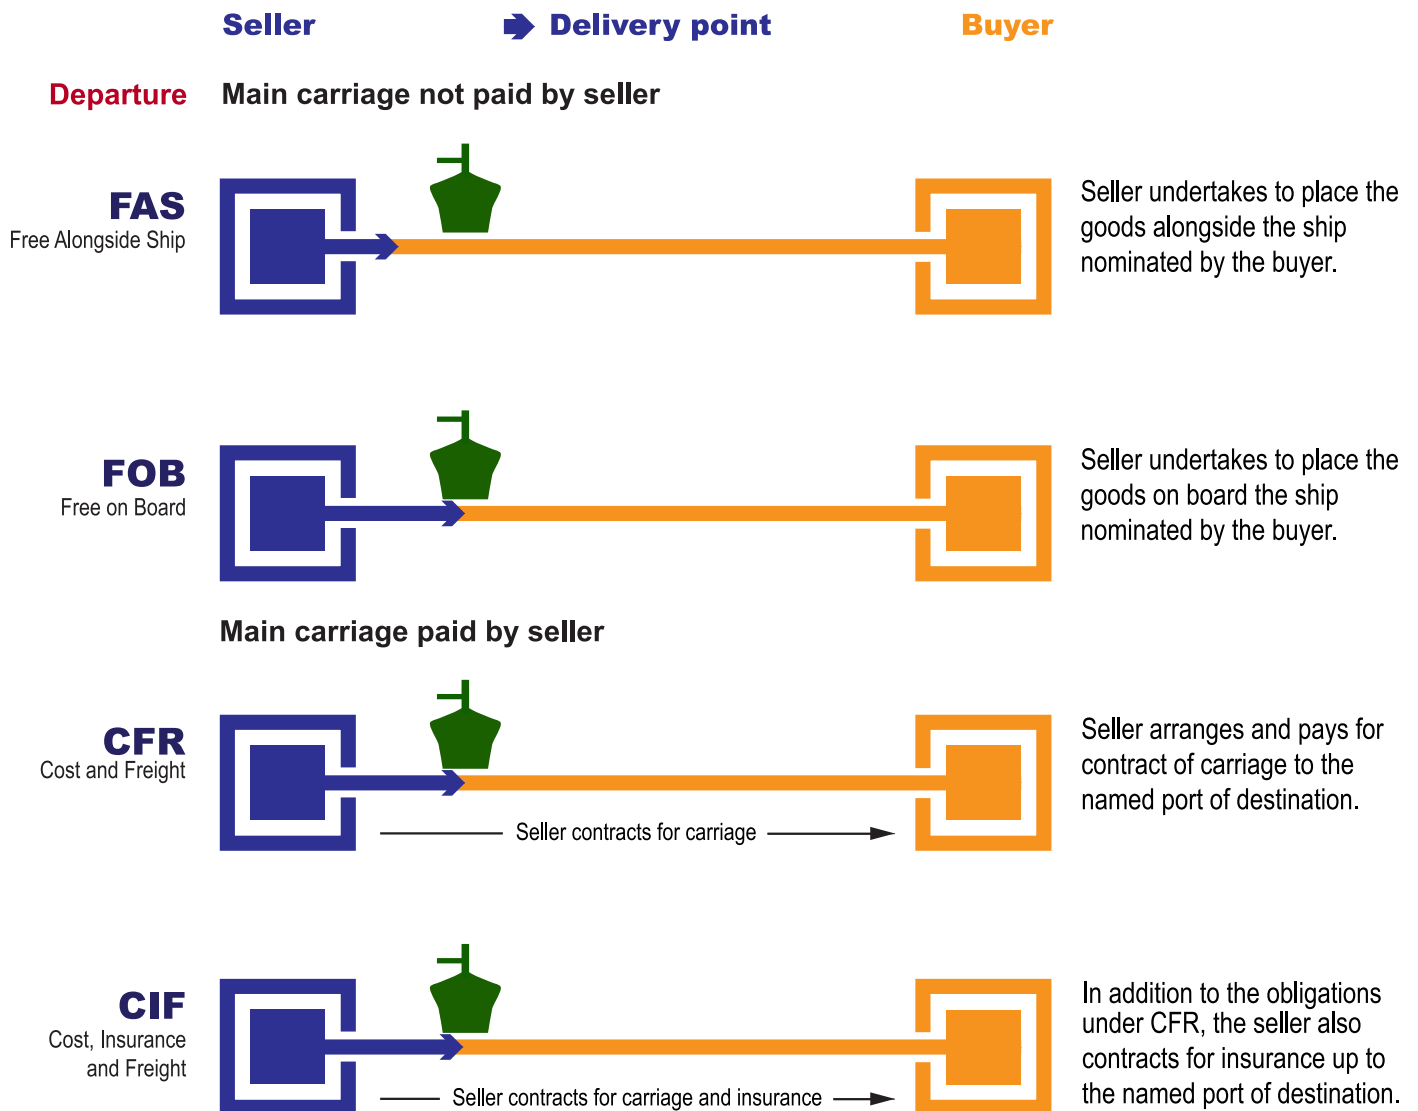 Seller
Delivery point
Buyer
Departure
Main carriage not paid by seller
FAS
Free Alongside Ship
Seller undertakes to place the
goods alongside the ship
nominated by the buyer.
FOB
Free on Board
Seller undertakes to place the
goods on board the ship
nominated by the buyer.
Main carriage paid by seller
CFR
Cost and Freight
Seller contracts for carriage
Seller arranges and pays for
contract of carriage to the
named port of destination.
CIF
Cost, Insurance
and Freight
Seller contracts for carriage and insurance
In addition to the obligations
under CFR, the seller also
contracts for insurance up to
the named port of destination.